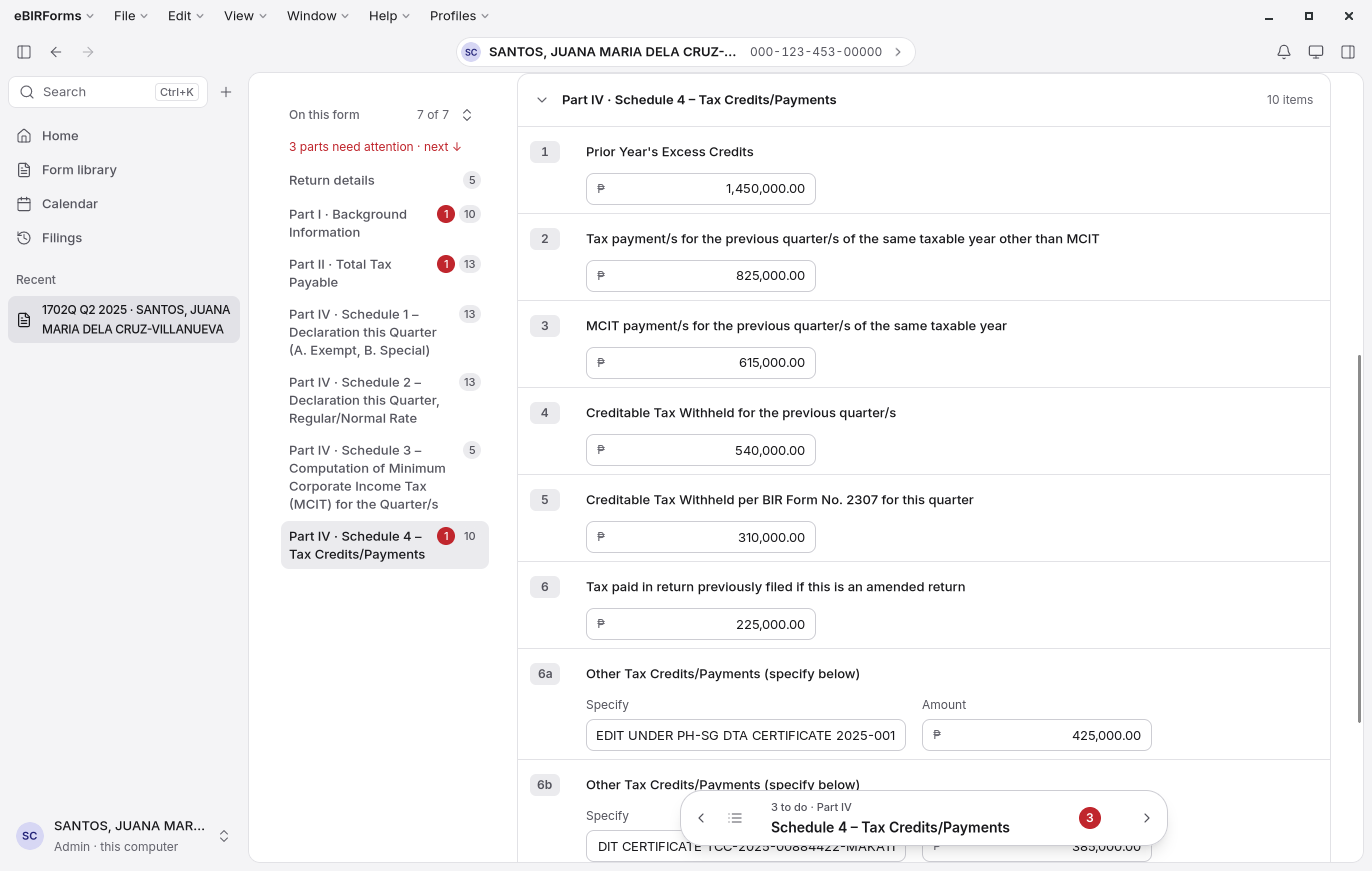 eBIRForms File Edit View Window Help Profiles
SC SANTOS, JUANA MARIA DELA CRUZ-... 000-123-453-00000
Search Ctrl+K
Home
Form library
Calendar
Filings
Recent
1702Q Q2 2025 · SANTOS, JUANA
MARIA DELA CRUZ-VILLANUEVA
SC SANTOS, JUANA MAR...
Admin · this computer
On this form 7 of 7
3 parts need attention · next ↓
Return details 5
Part I · Background 1 10
Information
Part II · Total Tax 1 13
Payable
Part IV · Schedule 1 – 13
Declaration this Quarter
(A. Exempt, B. Special)
Part IV · Schedule 2 – 13
Declaration this Quarter,
Regular/Normal Rate
Part IV · Schedule 3 – 5
Computation of Minimum
Corporate Income Tax
(MCIT) for the Quarter/s
Part IV · Schedule 4 – 1 10
Tax Credits/Payments
Part IV · Schedule 4 – Tax Credits/Payments 10 items
1 Prior Year's Excess Credits
₱ 1,450,000.00
2 Tax payment/s for the previous quarter/s of the same taxable year other than MCIT
₱ 825,000.00
3 MCIT payment/s for the previous quarter/s of the same taxable year
₱ 615,000.00
4 Creditable Tax Withheld for the previous quarter/s
₱ 540,000.00
5 Creditable Tax Withheld per BIR Form No. 2307 for this quarter
₱ 310,000.00
6 Tax paid in return previously filed if this is an amended return
₱ 225,000.00
6a Other Tax Credits/Payments (specify below)
Specify Amount
EDIT UNDER PH-SG DTA CERTIFICATE 2025-001 ₱ 425,000.00
6b Other Tax Credits/Payments (specify below)
Specify
DIT CERTIFICATE TCC-2025-00884422-MAKATI ₱ 385,000.00
3 to do · Part IV
Schedule 4 – Tax Credits/Payments 3